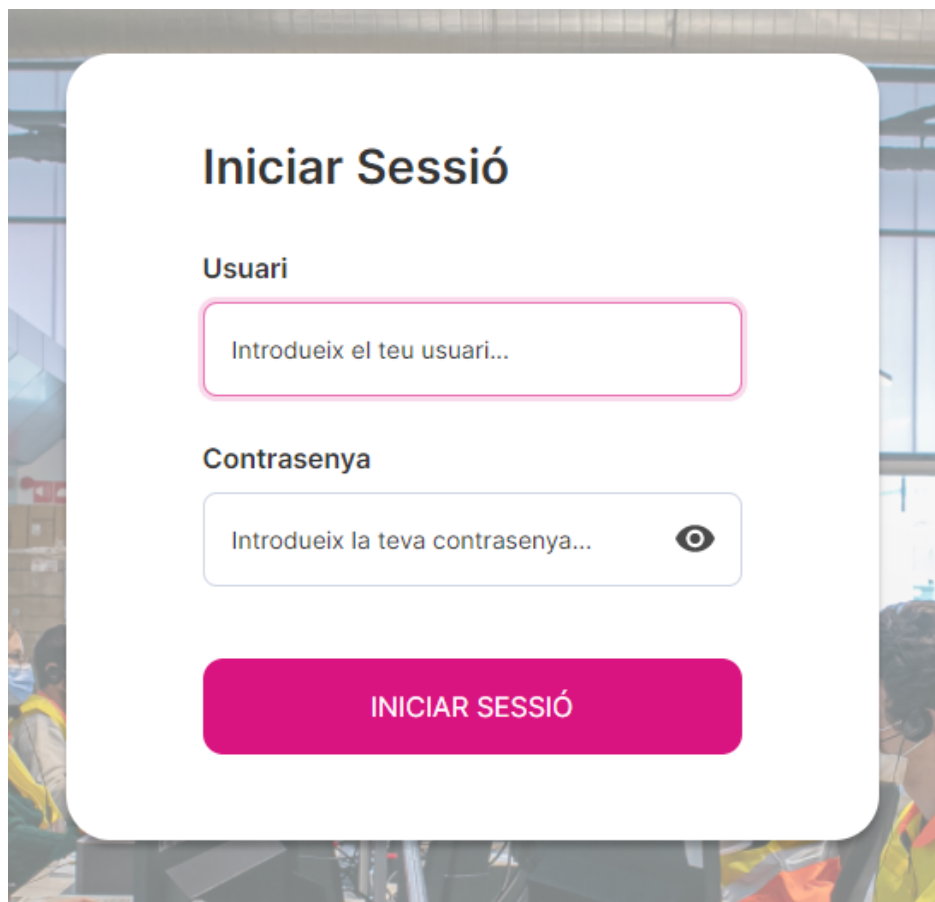 Iniciar Sessió
Usuari
Introdueix el teu usuari...
Contrasenya
Introdueix la teva contrasenya...
INICIAR SESSIÓ